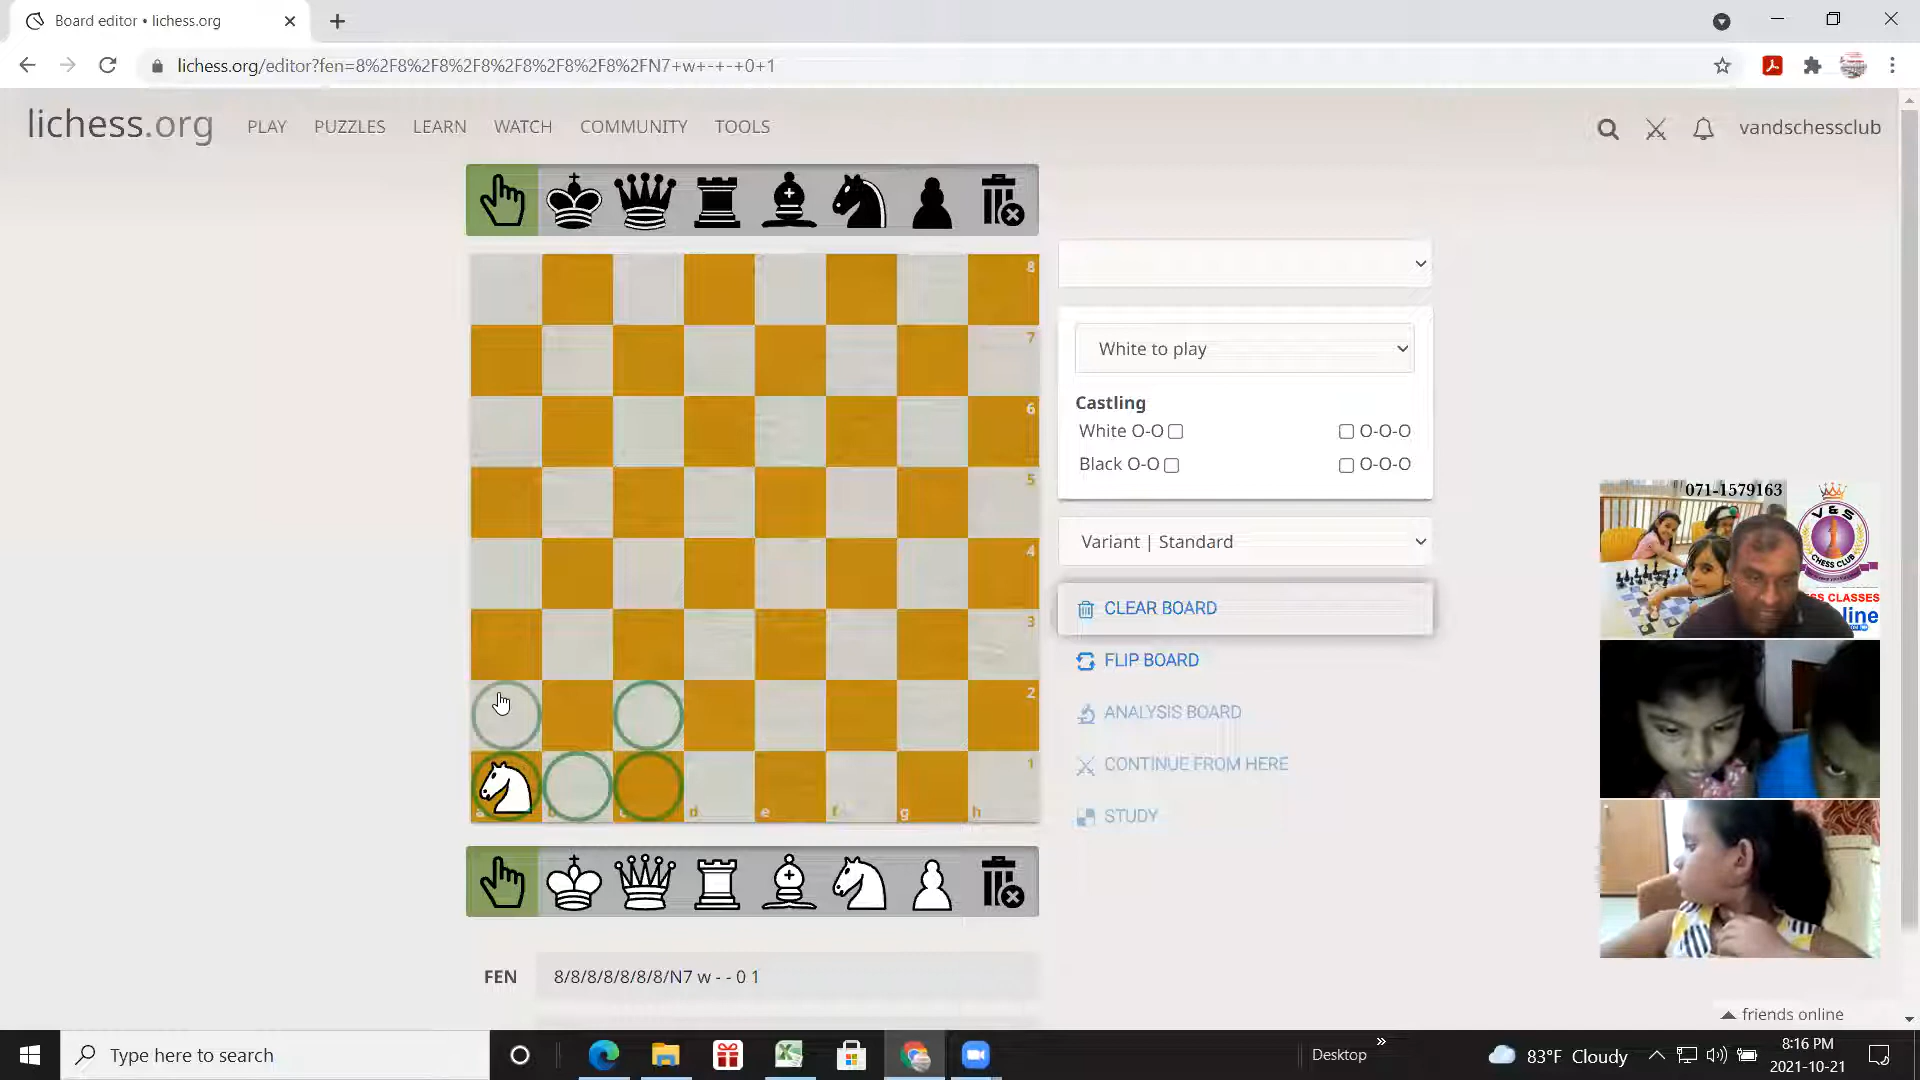 Board editor • lichess.org
lichess.org/editor?fen=8%2F8%2F8%2F8%2F8%2F8%2F8%2FN7+w+-+-+0+1
lichess.org PLAY PUZZLES LEARN WATCH COMMUNITY TOOLS vandschessclub
8
7
White to play
6
Castling
White O-O O-O-O
Black O-O O-O-O
5
071-1579163
V & S
CHESS CLUB
4
Variant | Standard
SS CLASSES
line
3
CLEAR BOARD
FLIP BOARD
2
ANALYSIS BOARD
1
CONTINUE FROM HERE
d e f g h
STUDY
FEN 8/8/8/8/8/8/8/N7 w - - 0 1
friends online
Type here to search
Desktop
83°F Cloudy
8:16 PM
2021-10-21